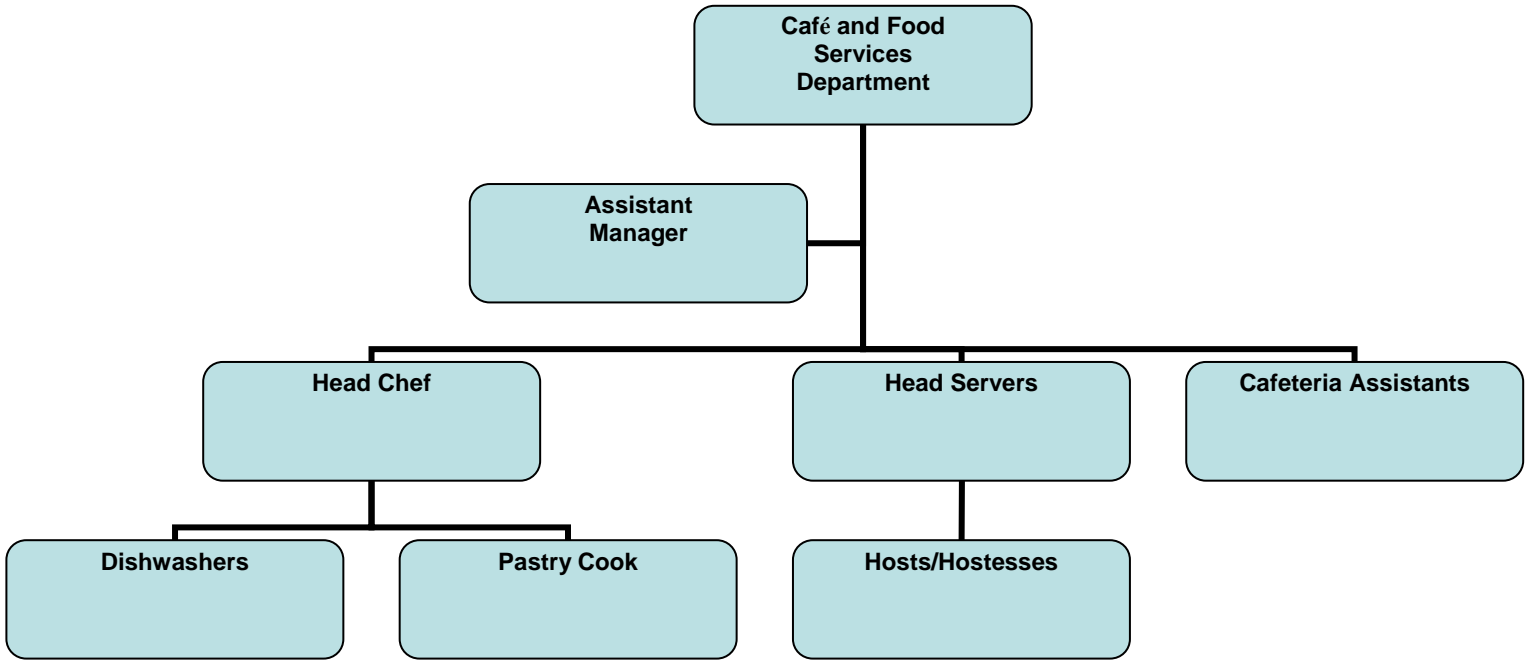 Café and Food
Services
Department
Assistant
Manager
Head Chef
Head Servers
Cafeteria Assistants
Dishwashers
Pastry Cook
Hosts/Hostesses